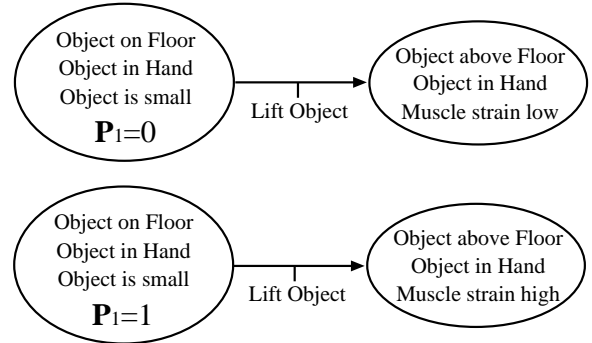 Object on Floor
Object in Hand
Object is small
P1=0
Lift Object
Object above Floor
Object in Hand
Muscle strain low
Object on Floor
Object in Hand
Object is small
P1=1
Lift Object
Object above Floor
Object in Hand
Muscle strain high